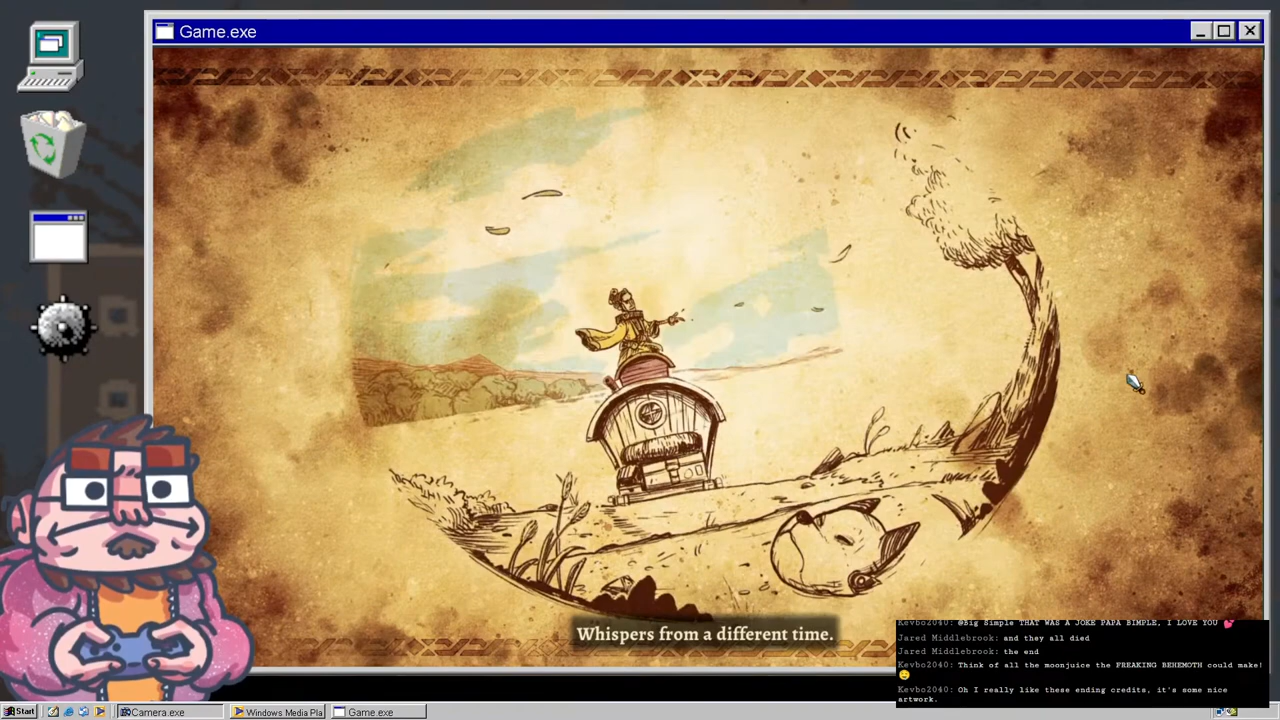 Game.exe
Whispers from a different time.
Kevbo2040: @Big Simple THAT WAS A JOKE PAPA BIMPLE, I LOVE YOU 💕
Jared Middlebrook: and they all died
Jared Middlebrook: the end
Kevbo2040: Think of all the moonjuice the FREAKING BEHEMOTH could make!
🤤
Kevbo2040: Oh I really like these ending credits, it's some nice
artwork.
Start
Camera.exe
Windows Media Pla
Game.exe